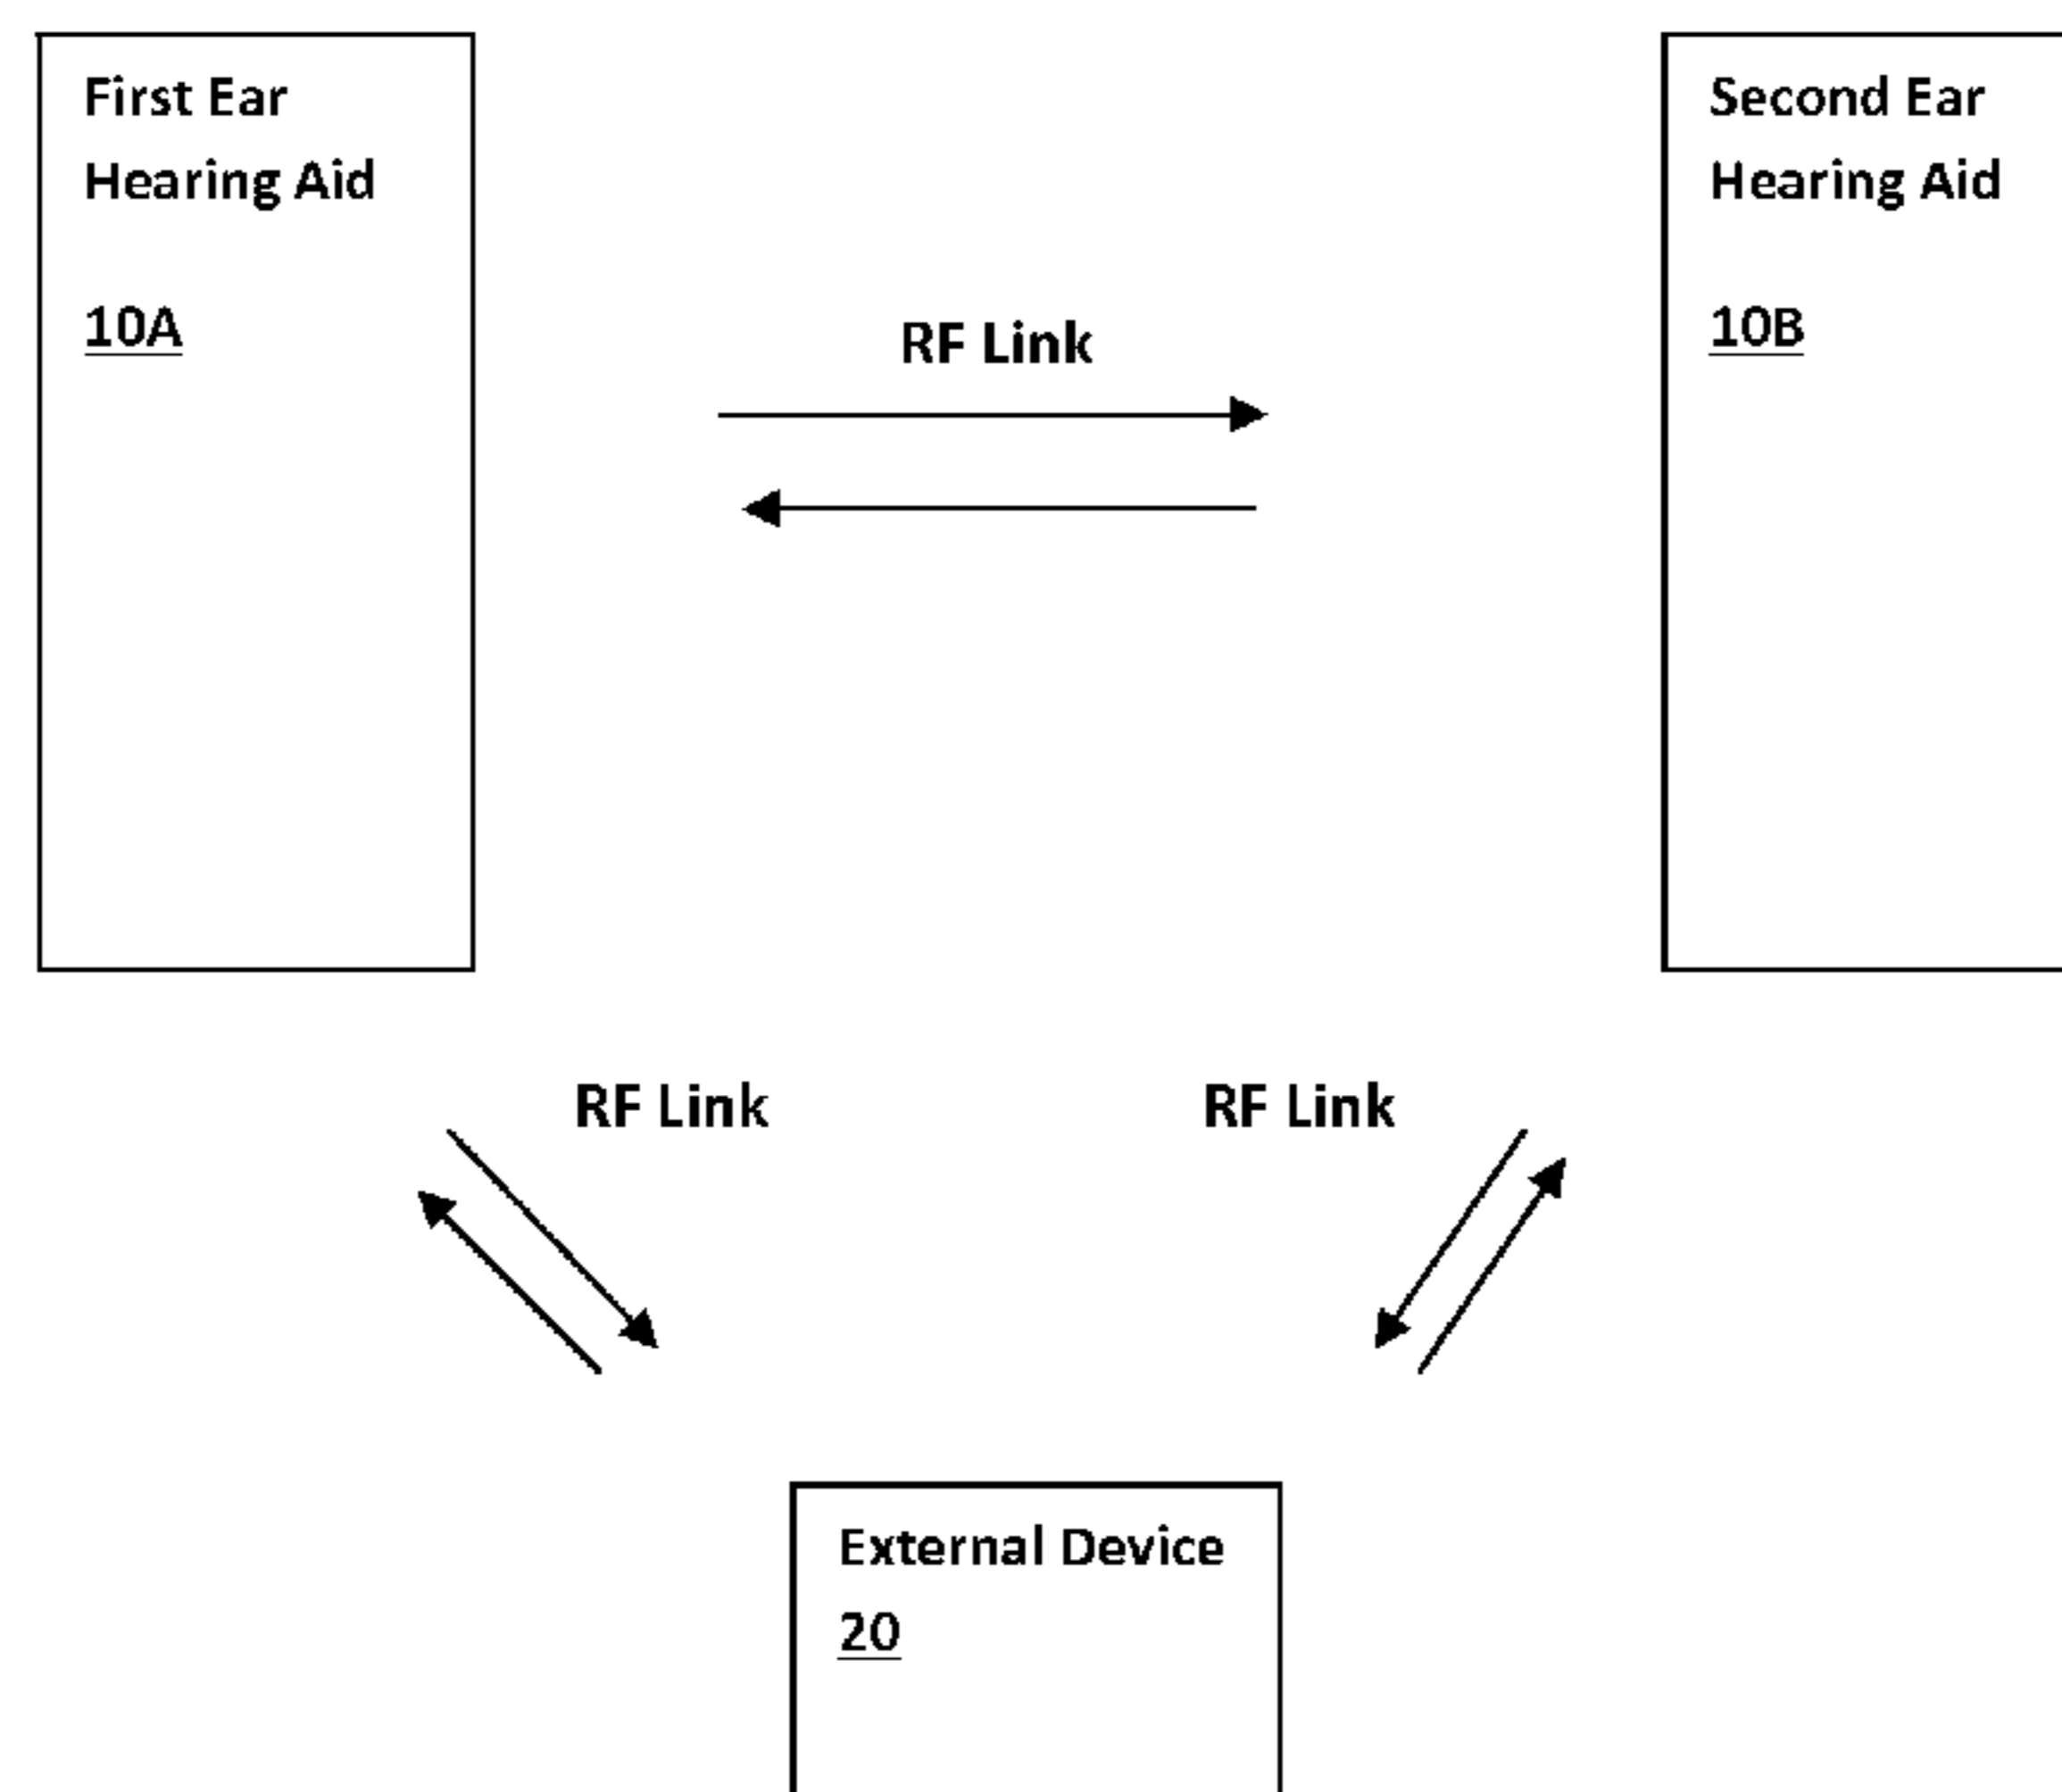 First Ear
Hearing Aid
10A
Second Ear
Hearing Aid
10B
RF Link
RF Link
RF Link
External Device
20